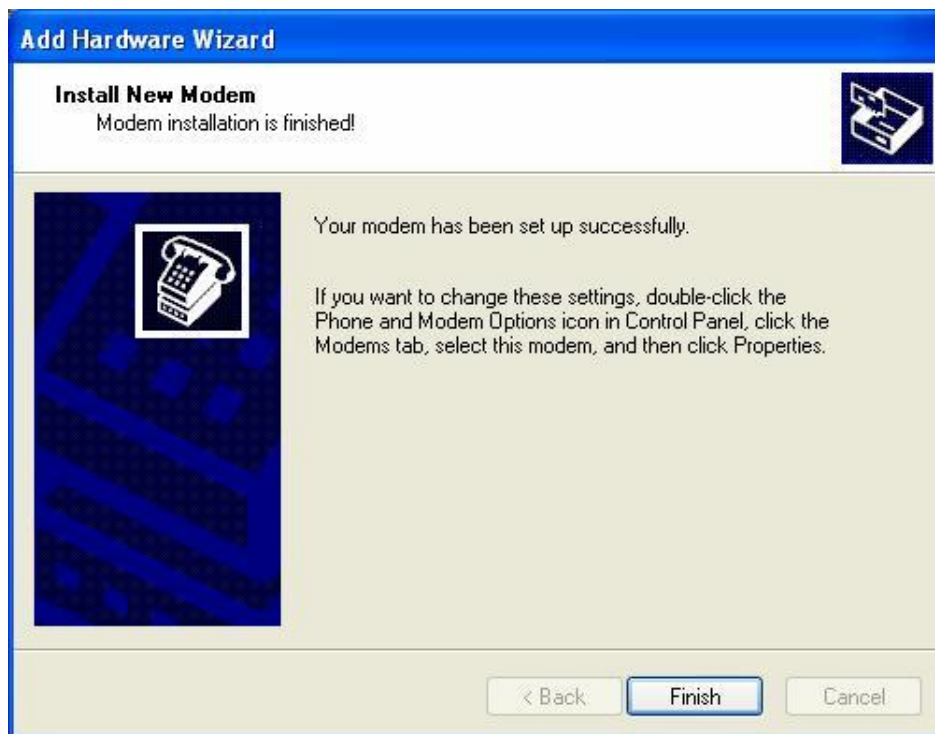 Add Hardware Wizard
Install New Modem
Modem installation is finished!
Your modem has been set up successfully.
If you want to change these settings, double-click the
Phone and Modem Options icon in Control Panel, click the
Modems tab, select this modem, and then click Properties.
< Back Finish Cancel